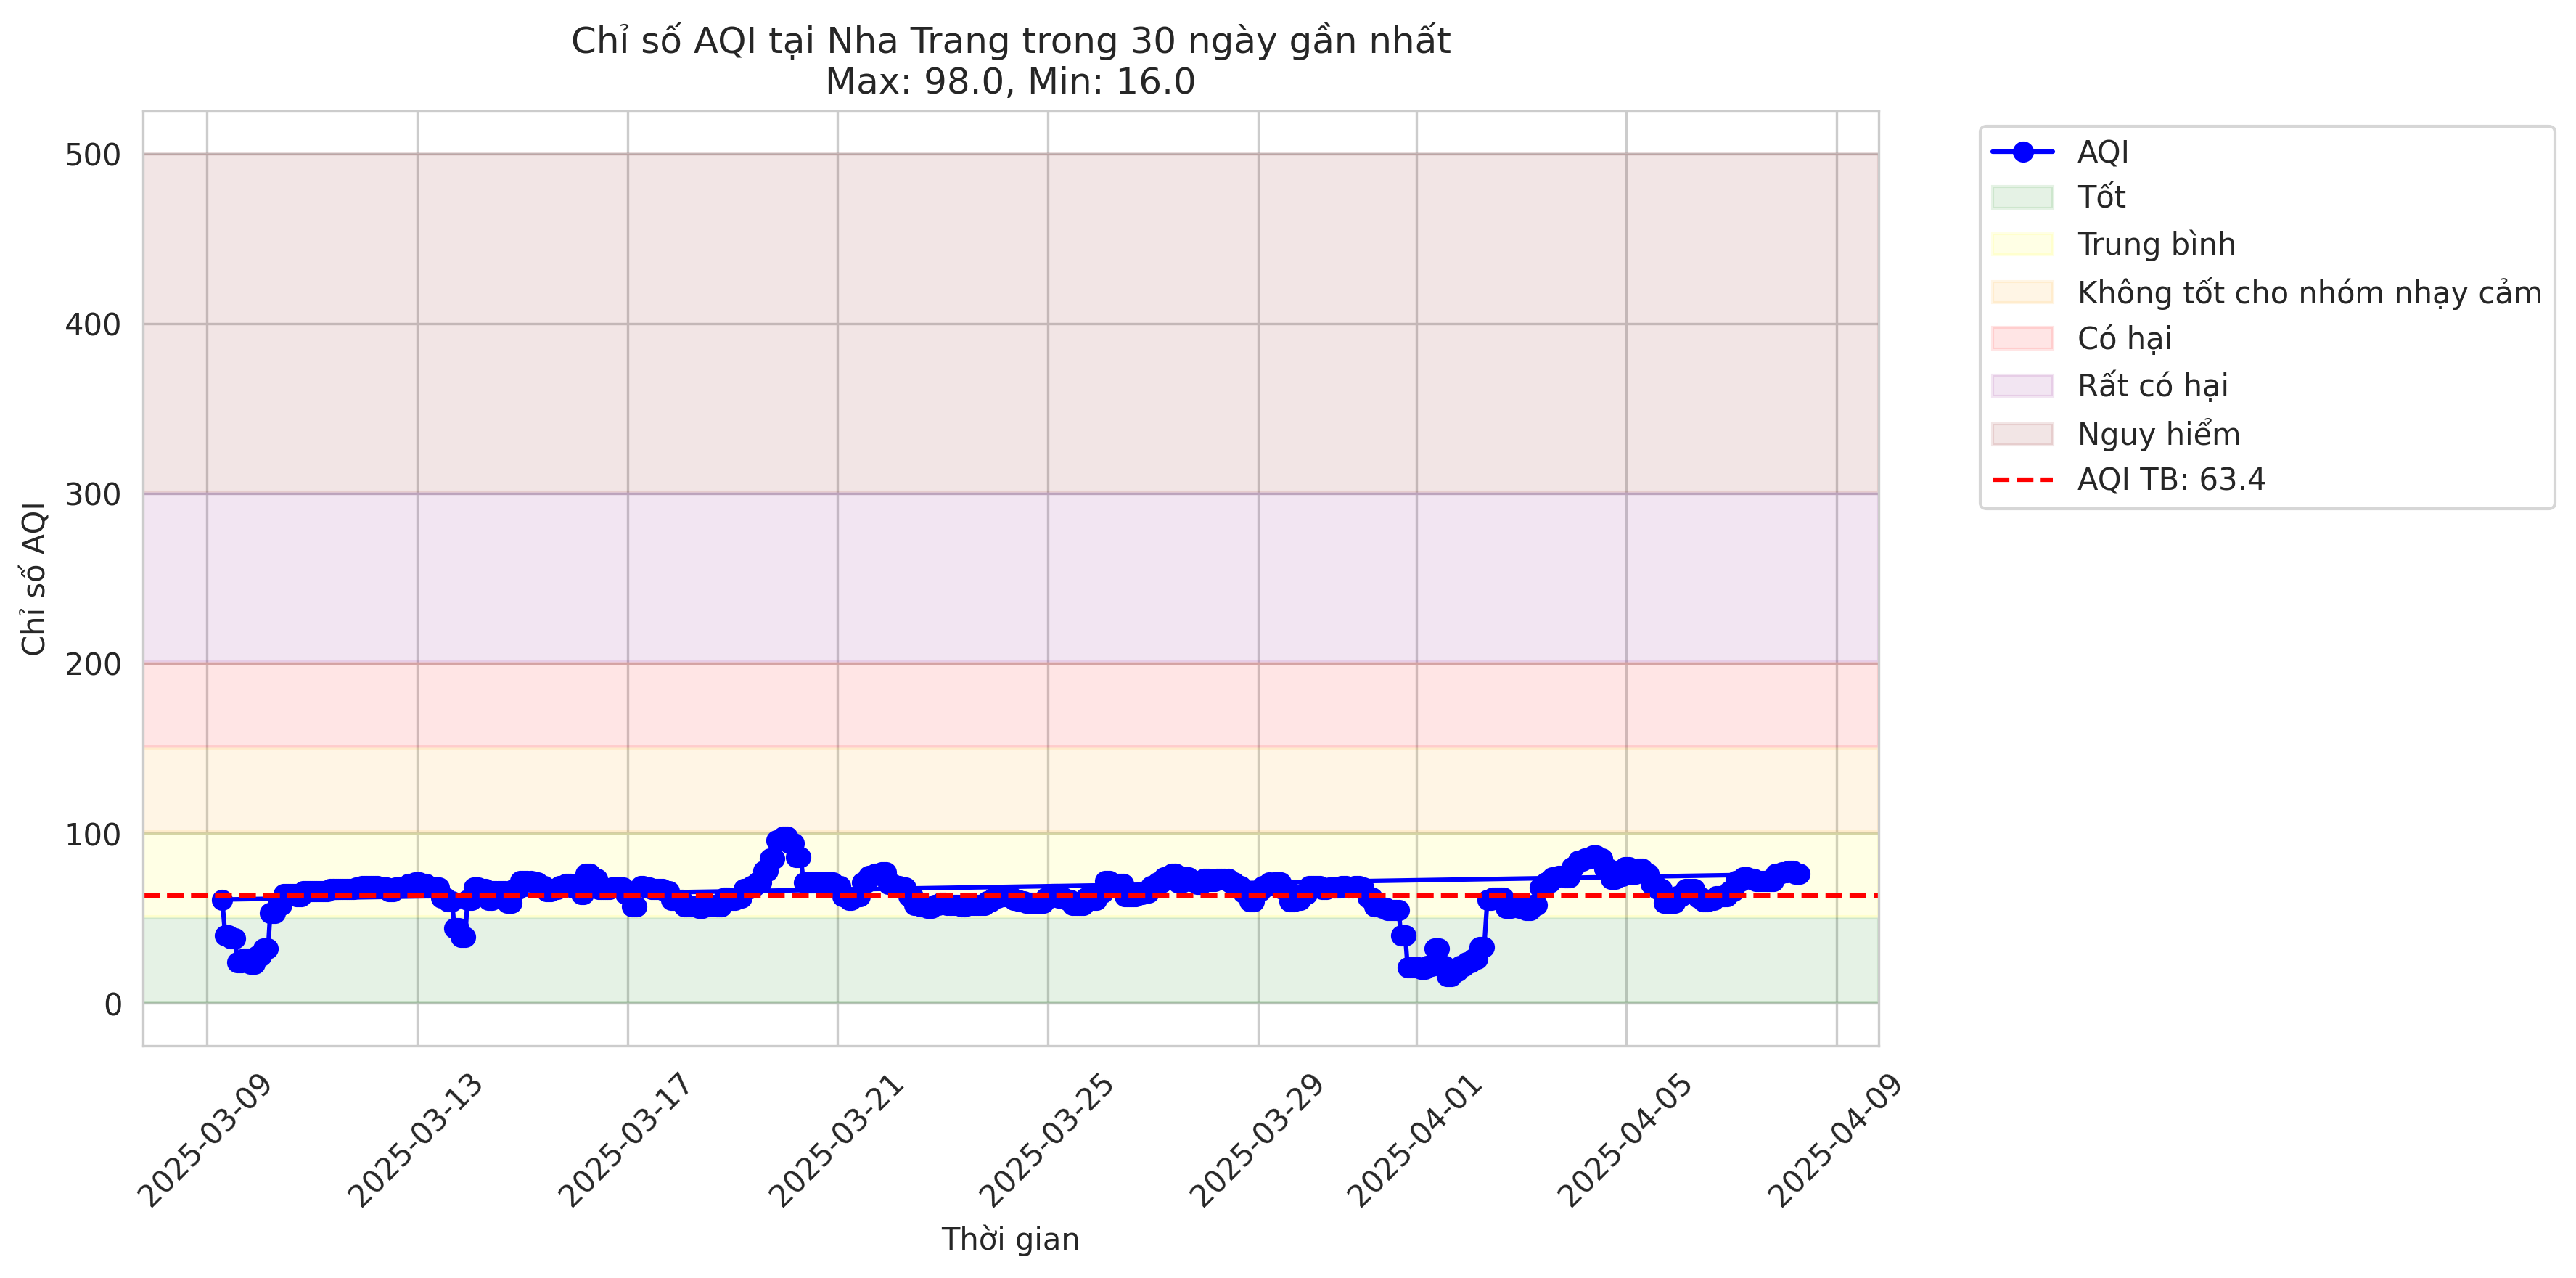 Chỉ số AQI tại Nha Trang trong 30 ngày gần nhất
Max: 98.0, Min: 16.0
Chỉ số AQI
500
400
300
200
100
0
2025-03-09
2025-03-13
2025-03-17
2025-03-21
2025-03-25
2025-03-29
2025-04-01
2025-04-05
2025-04-09
Thời gian
AQI
Tốt
Trung bình
Không tốt cho nhóm nhạy cảm
Có hại
Rất có hại
Nguy hiểm
AQI TB: 63.4